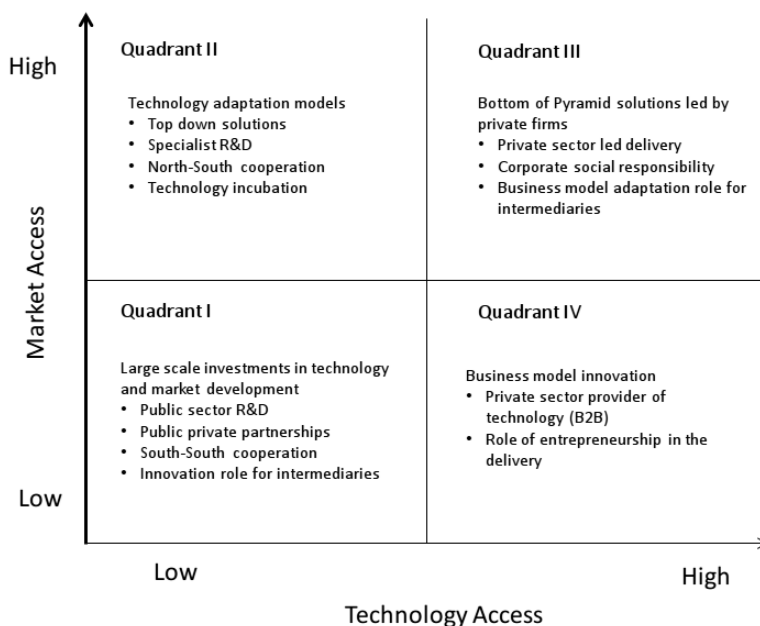 High
Market Access
Low
Quadrant II
Technology adaptation models
• Top down solutions
• Specialist R&D
• North-South cooperation
• Technology incubation
Quadrant III
Bottom of Pyramid solutions led by
private firms
• Private sector led delivery
• Corporate social responsibility
• Business model adaptation role for
intermediaries
Quadrant I
Large scale investments in technology
and market development
• Public sector R&D
• Public private partnerships
• South-South cooperation
• Innovation role for intermediaries
Quadrant IV
Business model innovation
• Private sector provider of
technology (B2B)
• Role of entrepreneurship in the
delivery
Low
High
Technology Access